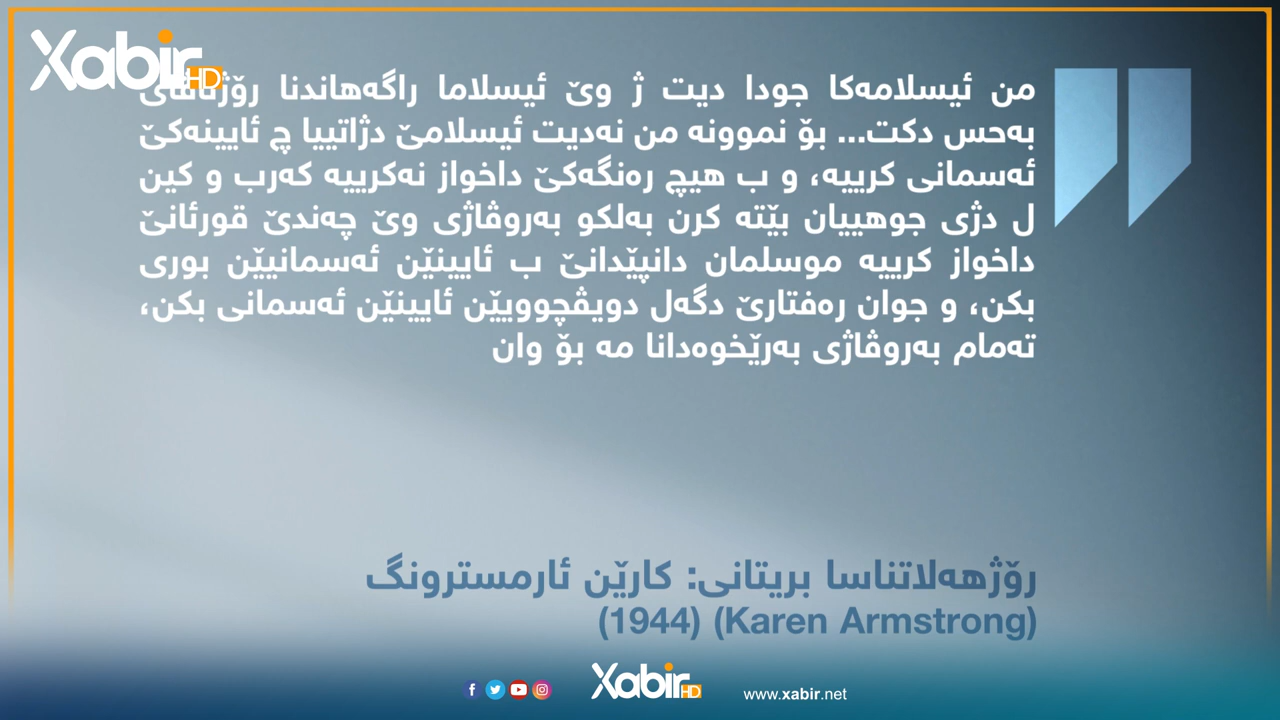 Xabir HD
من ئیسلامەکا جودا دیت ژ وێ ئیسلاما راگەهاندنا
بەحس دکت... بۆ نموونە من نەدیت ئیسلامێ دژاتییا چ ئایینەکێ
ئەسمانی کرییە، و ب هیچ رەنگەکێ داخواز نەکرییە کەرب و کین
ل دژی جوهییان بێتە کرن بەلکو بەروڤاژی وێ چەندێ قورئانێ
داخواز کرییە موسلمان دانپێدانێ ب ئایینێن ئەسمانیێن بوری
بکن، و جوان رەفتارێ دگەل دویڤچوویێن ئایینێن ئەسمانی بکن،
تەمام بەروڤاژی بەرێخوەدانا مە بۆ وان
رۆژهەلاتناسا بریتانی: کارێن ئارمسترونگ
(Karen Armstrong) (1944)
Xabir HD
www.xabir.net